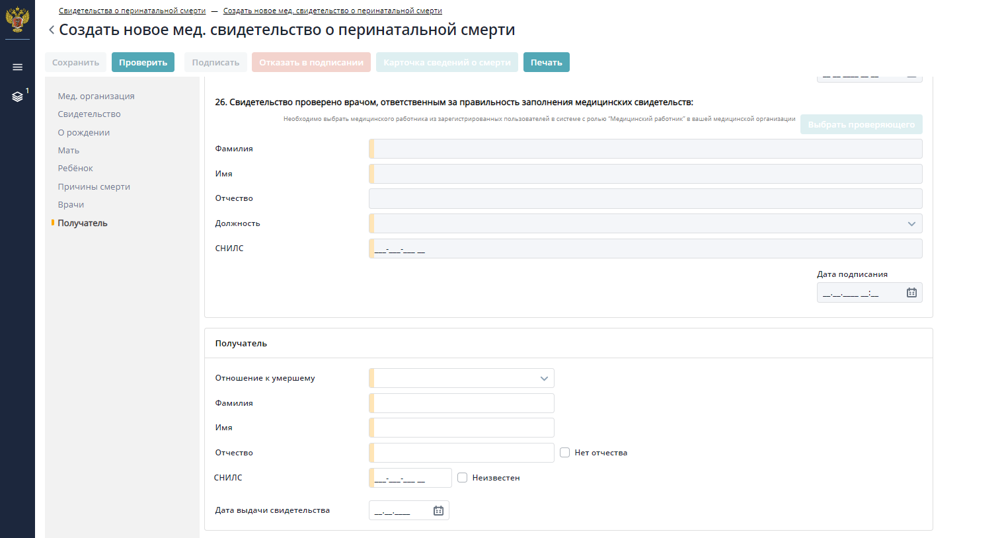 Свидетельства о перинатальной смерти — Создать новое мед. свидетельство о перинатальной смерти
Создать новое мед. свидетельство о перинатальной смерти
Сохранить Проверить Подписать Отказать в подписании Карточка сведений о смерти Печать
1
Мед. организация
Свидетельство
О рождении
Мать
Ребёнок
Причины смерти
Врачи
Получатель
26. Свидетельство проверено врачом, ответственным за правильность заполнения медицинских свидетельств:
Необходимо выбрать медицинского работника из зарегистрированных пользователей в системе с ролью "Медицинский работник" в вашей медицинской организации Выбрать проверяющего
Фамилия
Имя
Отчество
Должность
СНИЛС ___-___-___ __
Дата подписания
__.__.____ __:__
Получатель
Отношение к умершему
Фамилия
Имя
Отчество Нет отчества
СНИЛС ___-___-___ __ Неизвестен
Дата выдачи свидетельства __.__.____